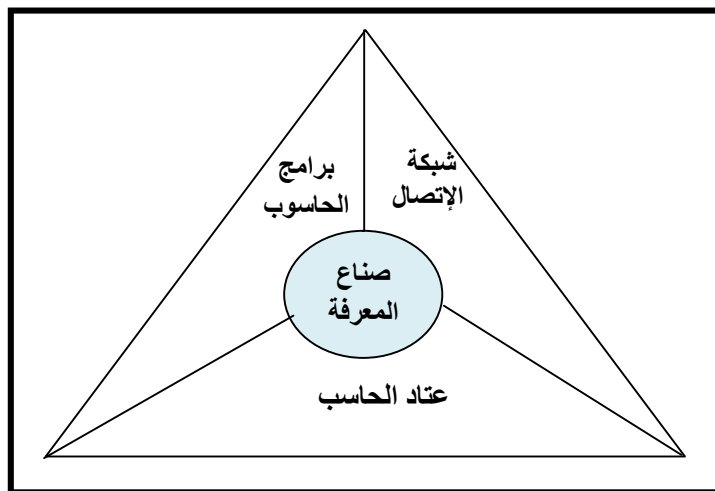 شبكة
الإتصال
برامج
الحاسوب
صناع
المعرفة
عتاد الحاسب